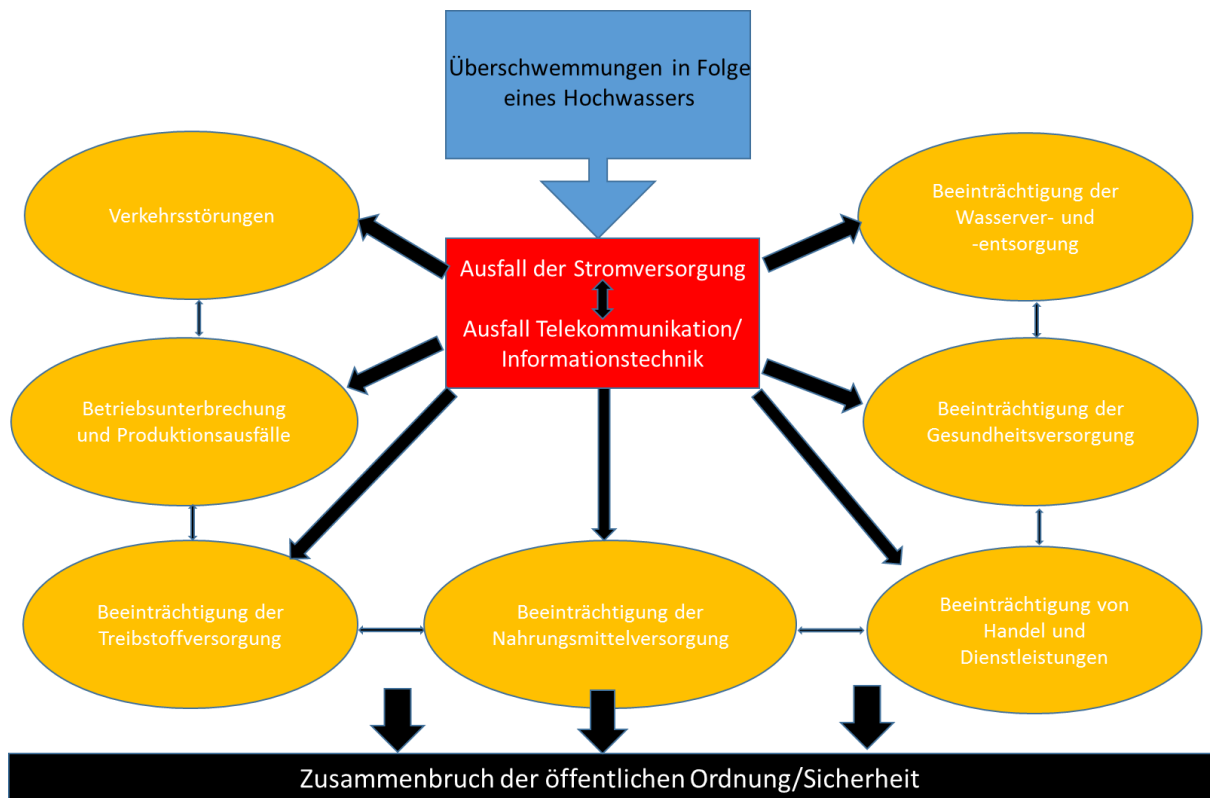 Überschwemmungen in Folge
eines Hochwassers
Verkehrsstörungen
Beeinträchtigung der
Wasserver- und
-entsorgung
Ausfall der Stromversorgung
Ausfall Telekommunikation/
Informationstechnik
Betriebsunterbrechung
und Produktionsausfälle
Beeinträchtigung der
Gesundheitsversorgung
Beeinträchtigung der
Treibstoffversorgung
Beeinträchtigung der
Nahrungsmittelversorgung
Beeinträchtigung von
Handel und
Dienstleistungen
Zusammenbruch der öffentlichen Ordnung/Sicherheit